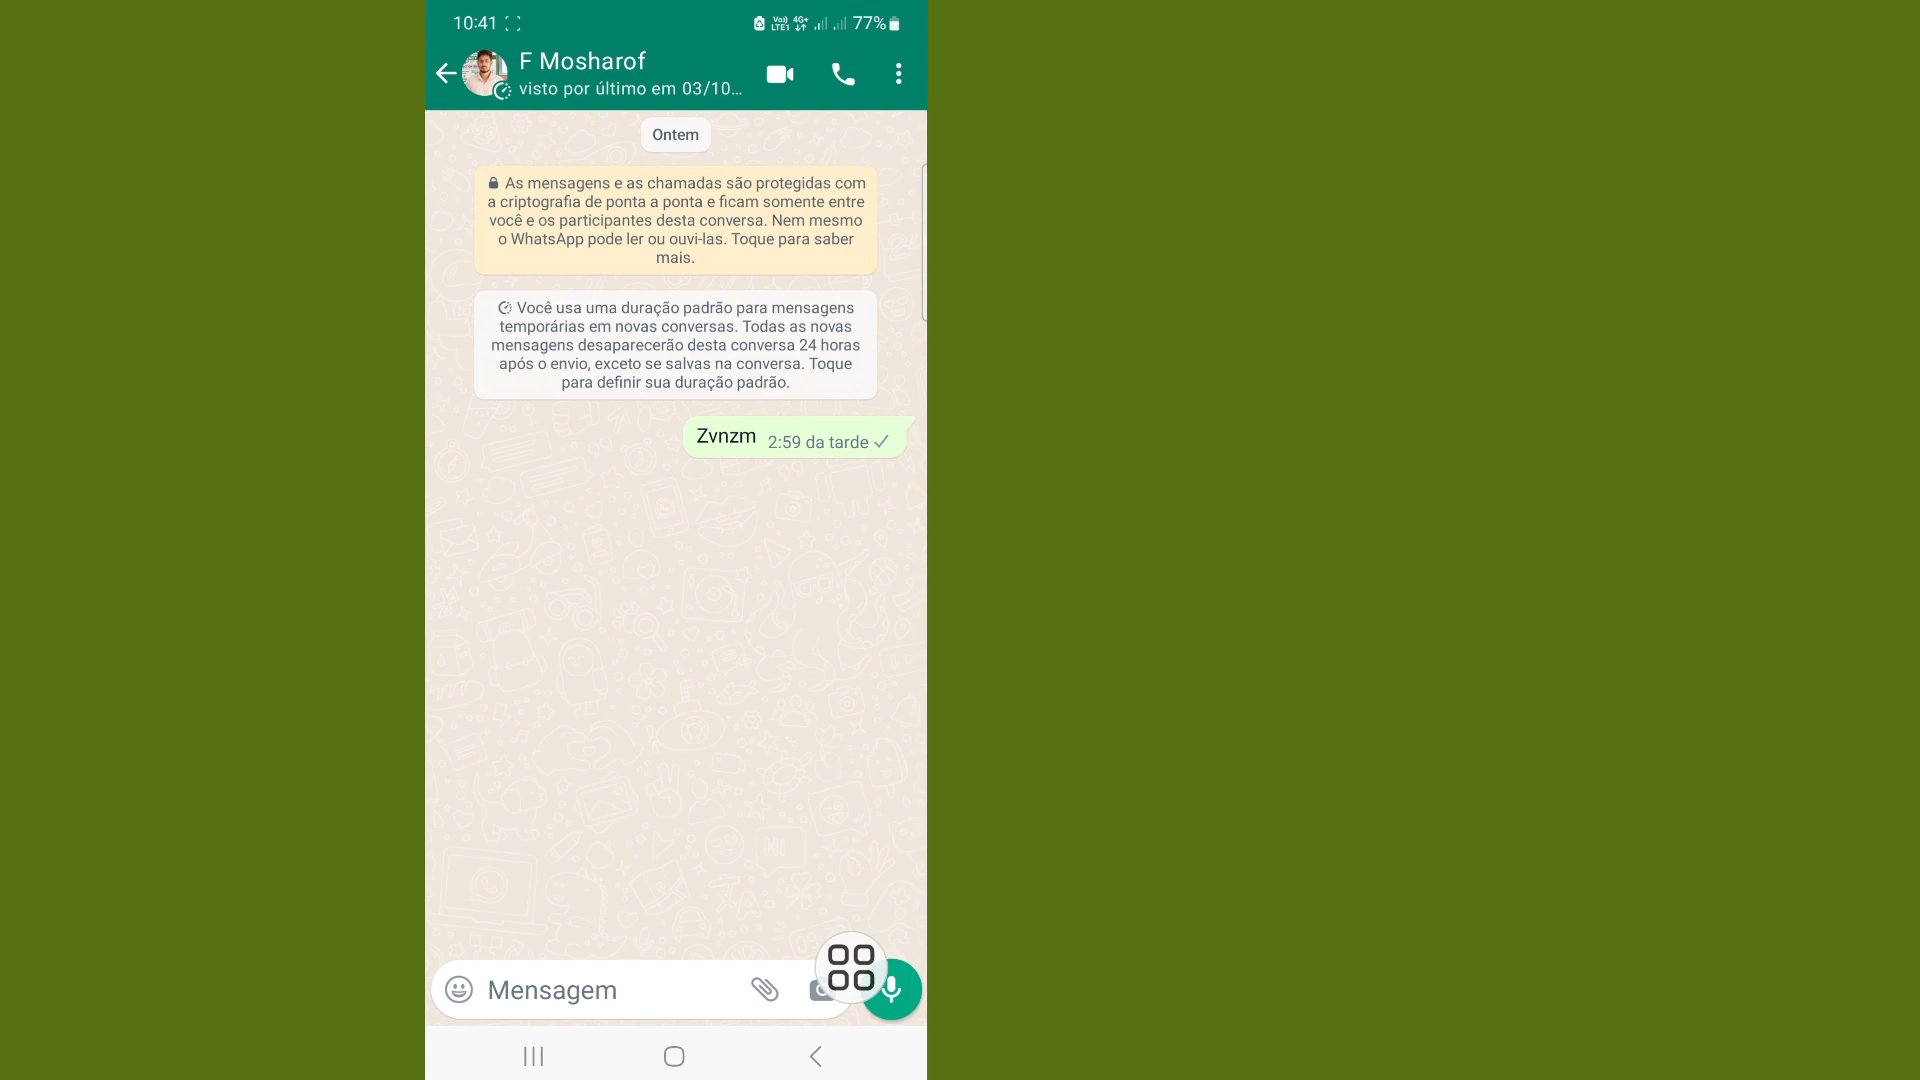 10:41
Vo)) 4G+ 77%
LTE1
F Mosharof
visto por último em 03/10...
Ontem
As mensagens e as chamadas são protegidas com
a criptografia de ponta a ponta e ficam somente entre
você e os participantes desta conversa. Nem mesmo
o WhatsApp pode ler ou ouvi-las. Toque para saber
mais.
Você usa uma duração padrão para mensagens
temporárias em novas conversas. Todas as novas
mensagens desaparecerão desta conversa 24 horas
após o envio, exceto se salvas na conversa. Toque
para definir sua duração padrão.
Zvnzm 2:59 da tarde
Mensagem